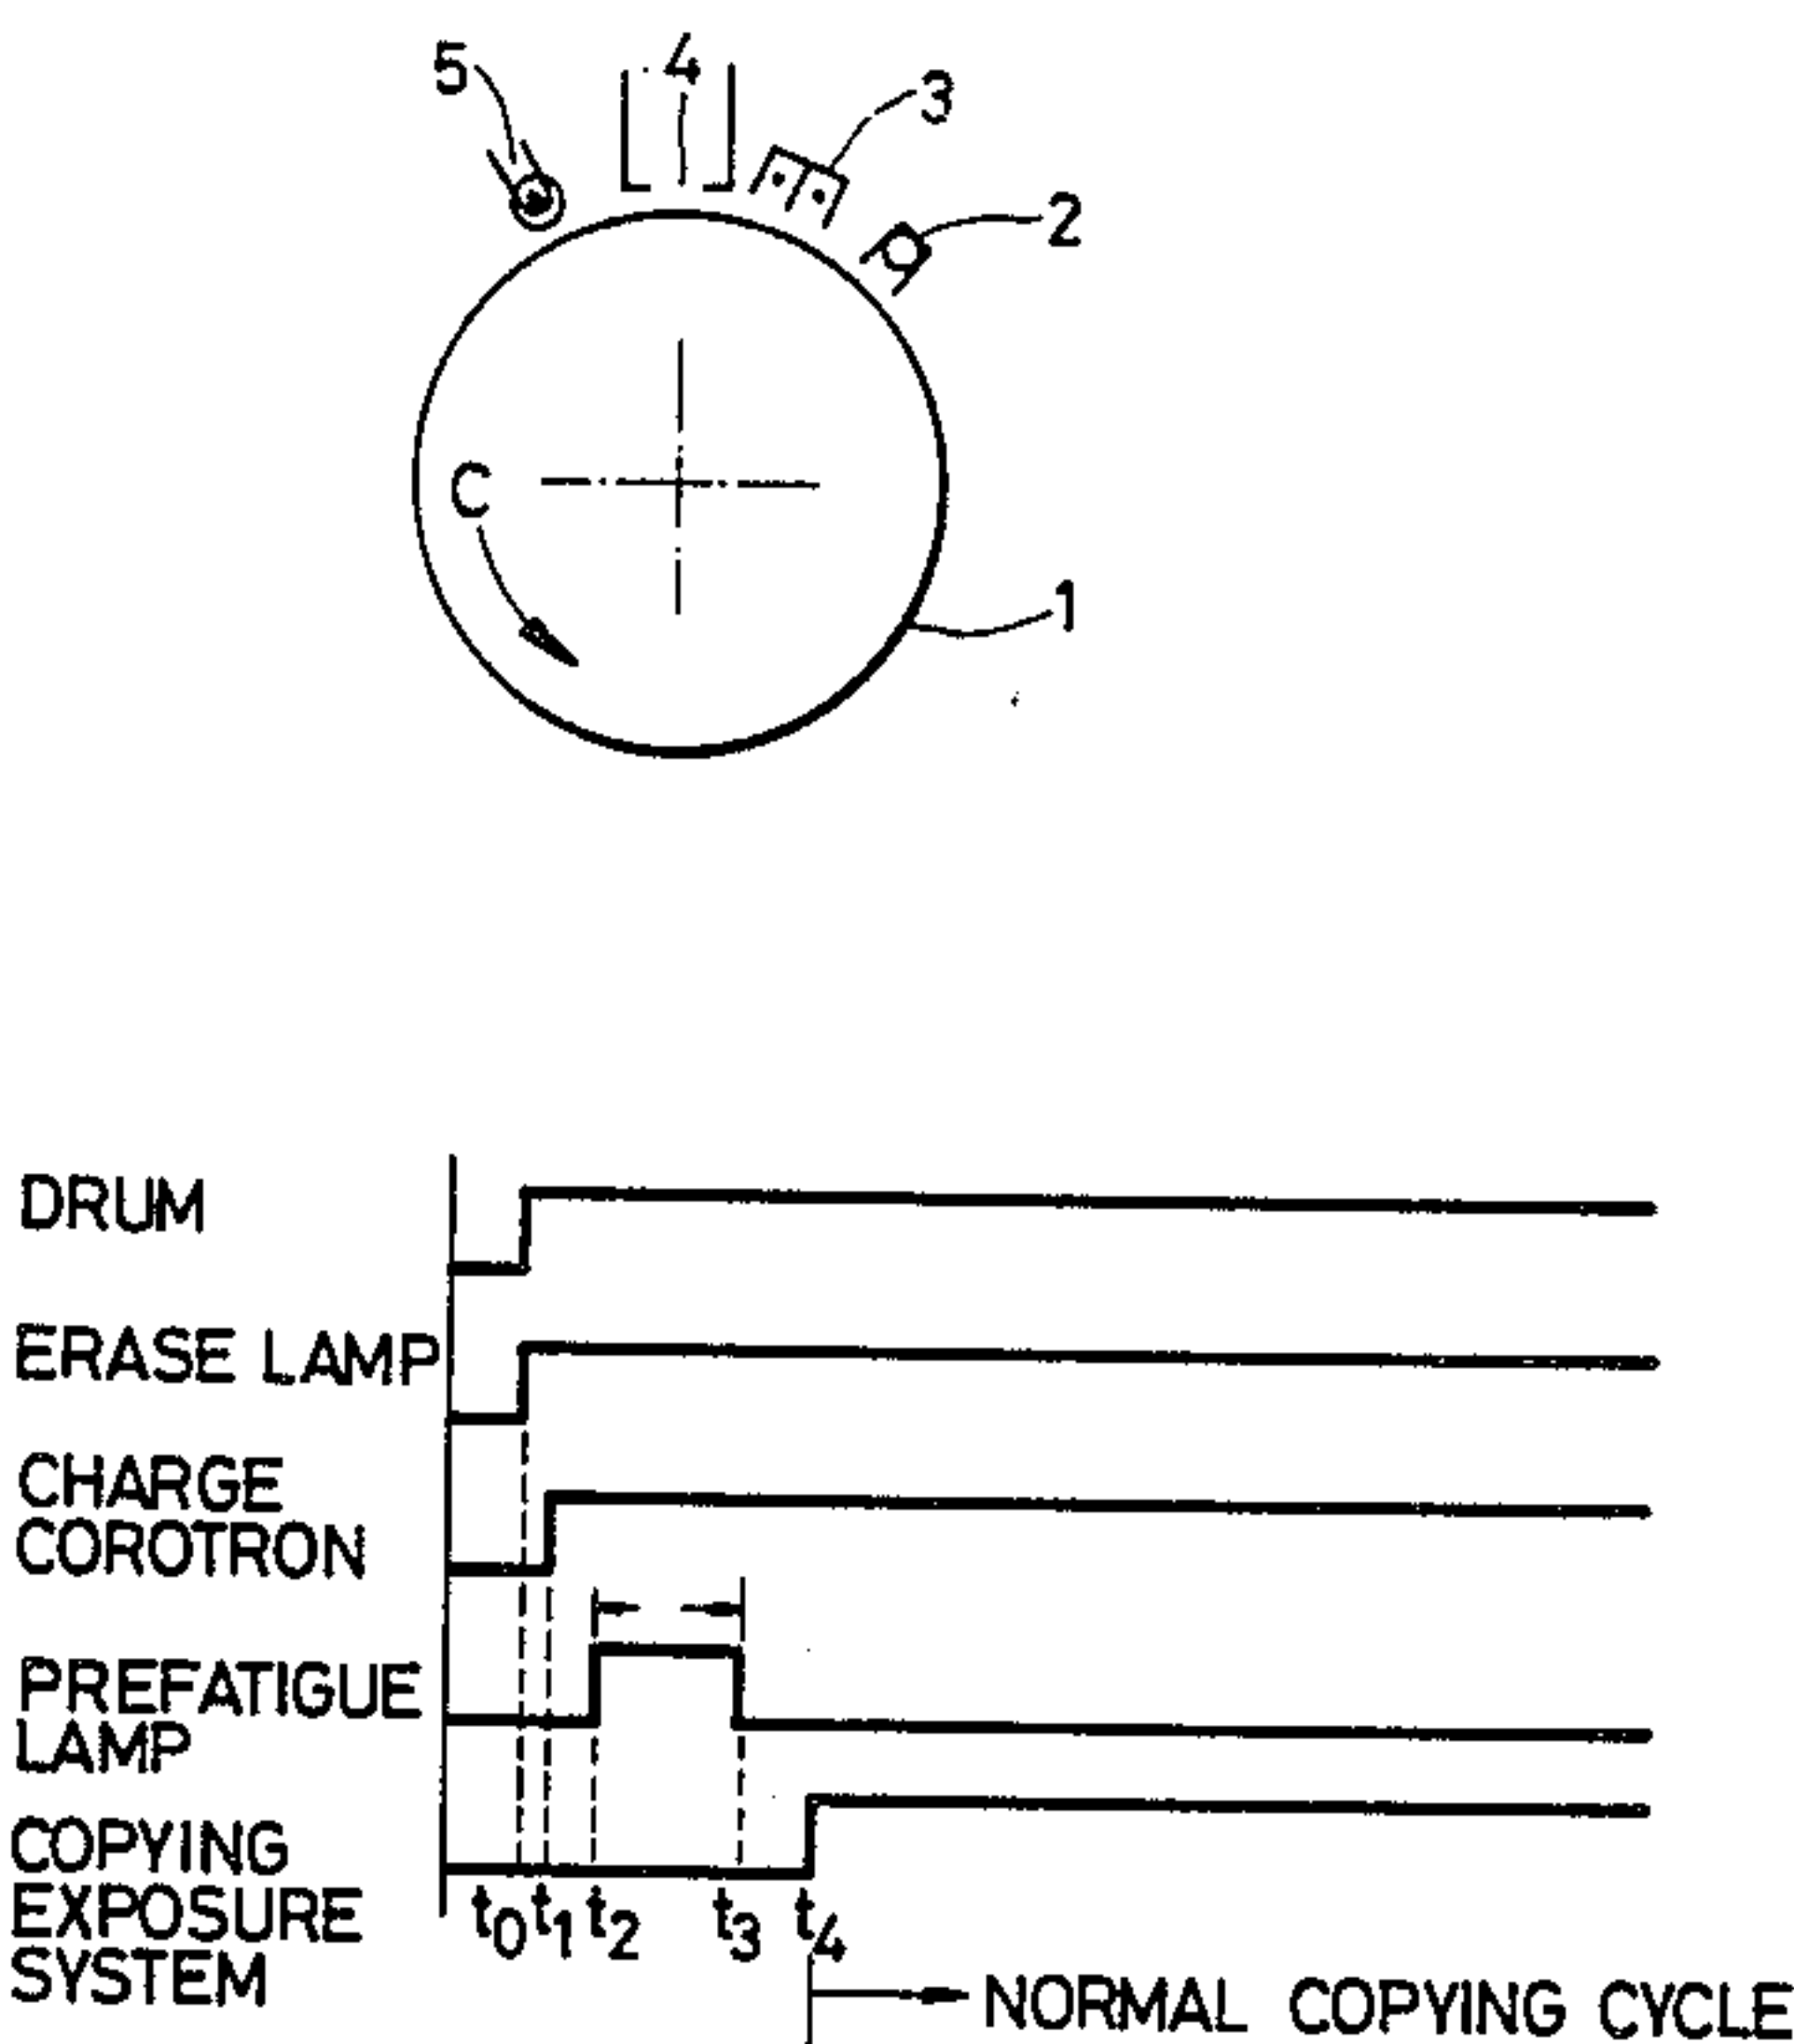 5
4
3
2
C
1
DRUM
ERASE LAMP
CHARGE
COROTRON
PREFATIGUE
LAMP
COPYING
EXPOSURE
SYSTEM
t0 t1 t2 t3 t4
NORMAL COPYING CYCLE